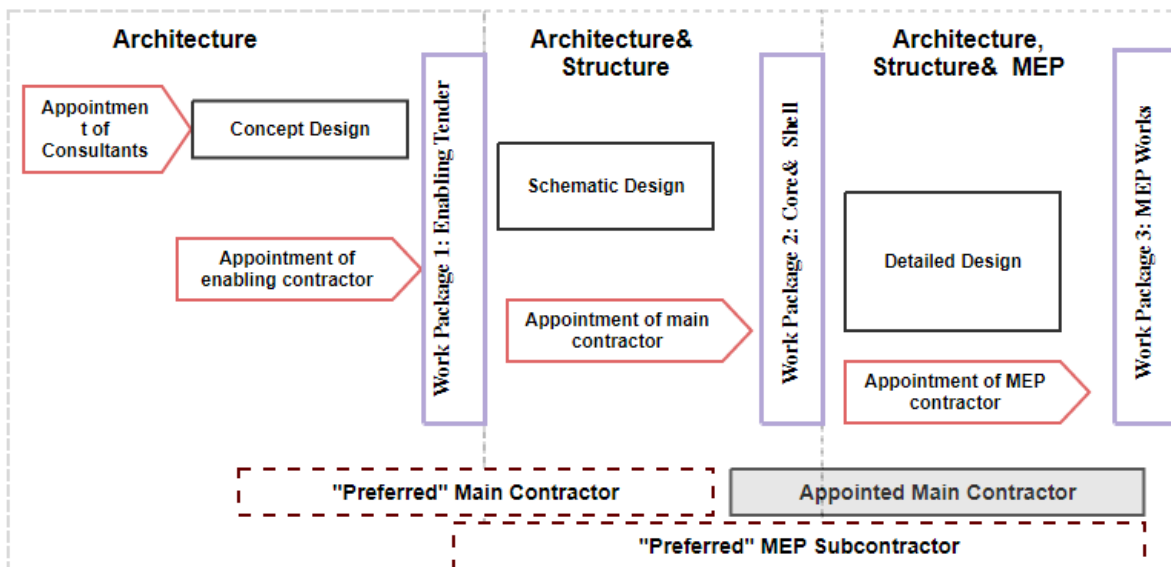 Architecture
Architecture&
Structure
Architecture,
Structure& MEP
Appointmen
t of
Consultants
Concept Design
Schematic Design
Detailed Design
Appointment of
enabling contractor
Appointment of main
contractor
Appointment of MEP
contractor
Work Package 1: Enabling Tender
Work Package 2: Core& Shell
Work Package 3: MEP Works
"Preferred" Main Contractor
Appointed Main Contractor
"Preferred" MEP Subcontractor